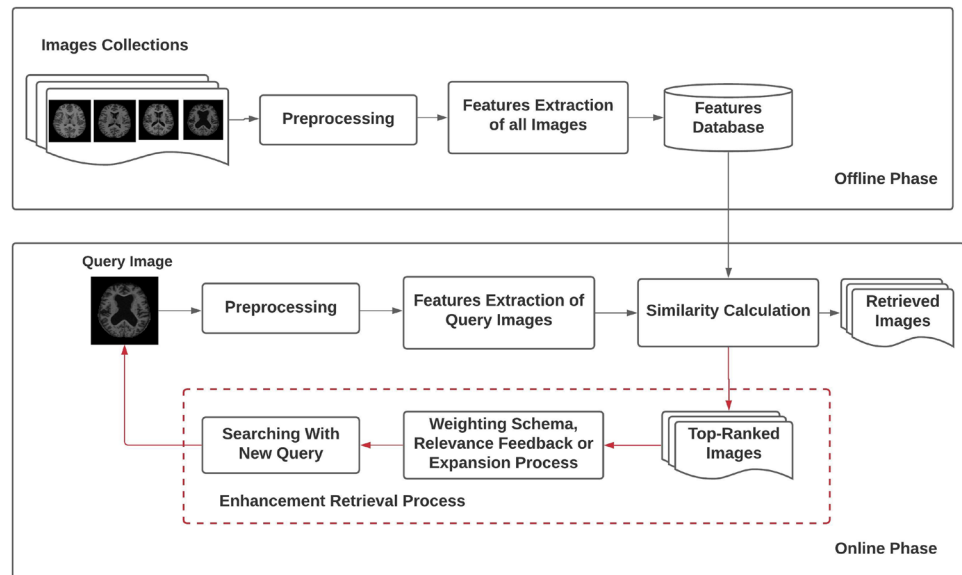 Images Collections
Preprocessing
Features Extraction
of all Images
Features
Database
Offline Phase
Query Image
Preprocessing
Features Extraction of
Query Images
Similarity Calculation
Retrieved
Images
Searching With
New Query
Weighting Schema,
Relevance Feedback or
Expansion Process
Top-Ranked
Images
Enhancement Retrieval Process
Online Phase